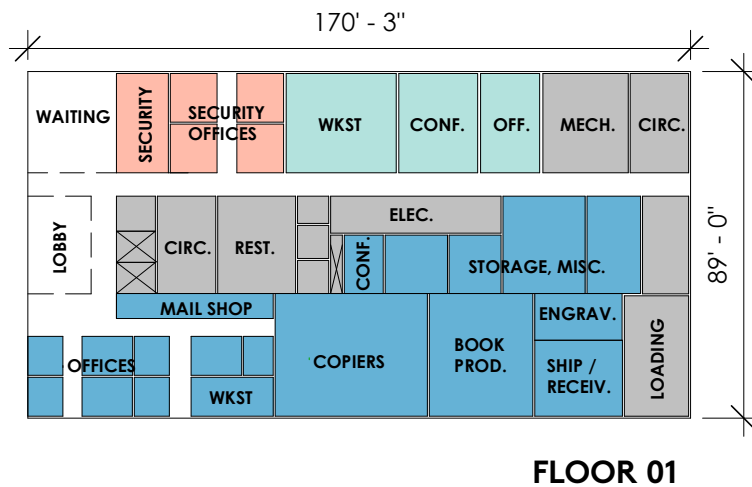 170' - 3"
WAITING
SECURITY
SECURITY
OFFICES
WKST
CONF.
OFF.
MECH.
CIRC.
89' - 0"
LOBBY
CIRC.
REST.
ELEC.
CONF.
STORAGE, MISC.
MAIL SHOP
OFFICES
WKST
COPIERS
BOOK
PROD.
ENGRAV.
SHIP /
RECEIV.
LOADING
FLOOR 01